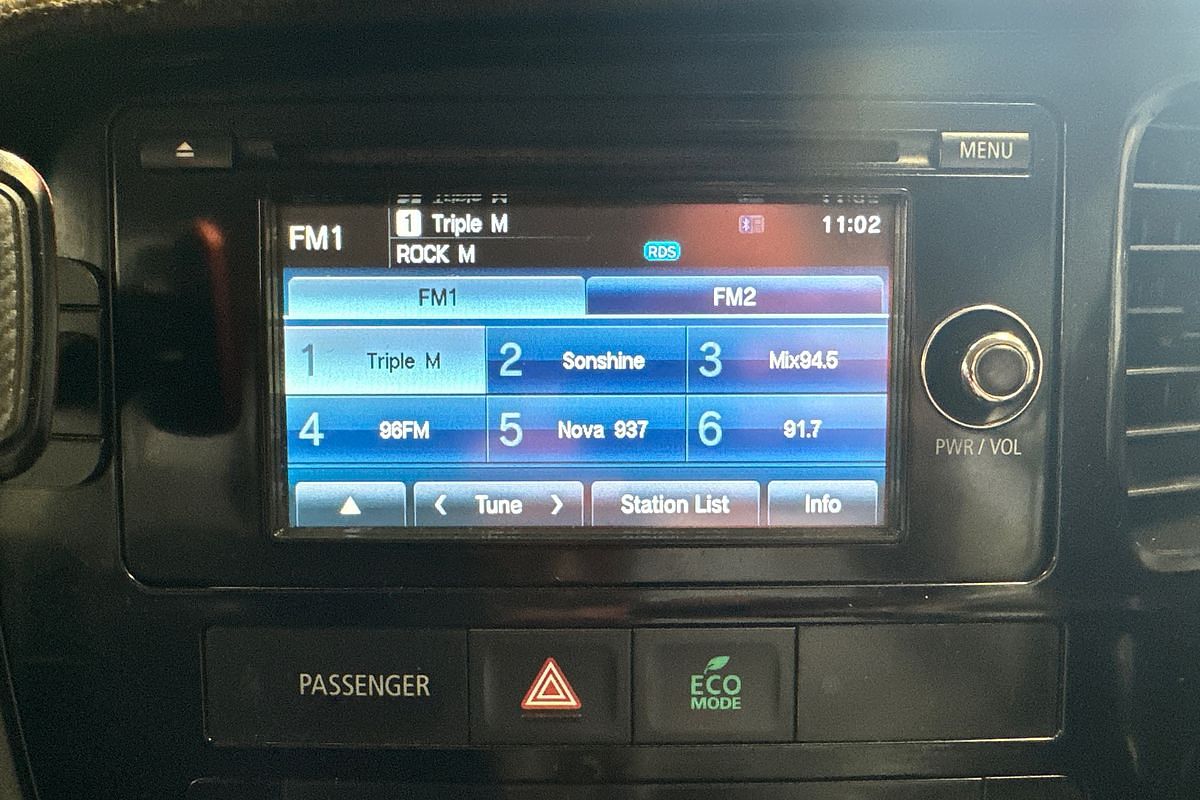 MENU
FM1
1 Triple M
11:02
ROCK M
RDS
FM1
FM2
1 Triple M
2 Sonshine
3 Mix94.5
4 96FM
5 Nova 937
6 91.7
Tune
Station List
Info
PWR / VOL
PASSENGER
ECO
MODE